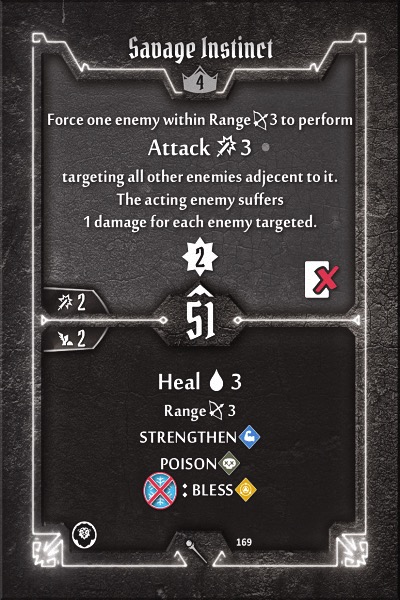 Savage Instinct
4
Force one enemy within Range 3 to perform
Attack 3
targeting all other enemies adjecent to it.
The acting enemy suffers
1 damage for each enemy targeted.
2
2
51
2
Heal 3
Range 3
STRENGTHEN
POISON
: BLESS
169